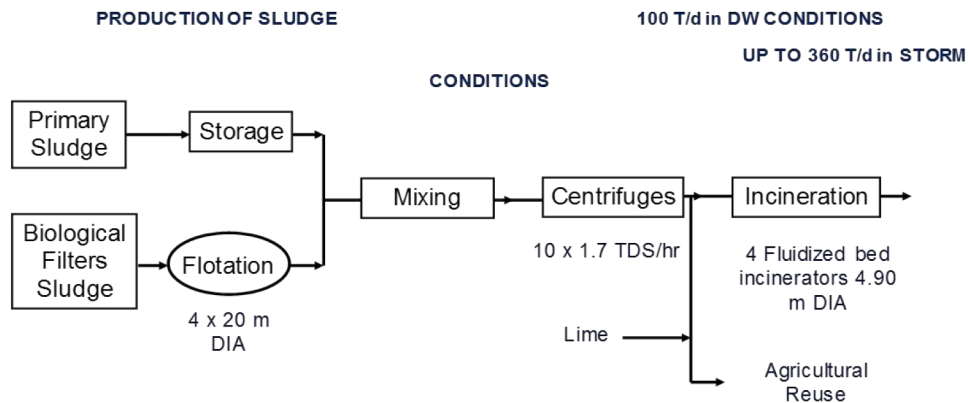 PRODUCTION OF SLUDGE
100 T/d in DW CONDITIONS
UP TO 360 T/d in STORM
CONDITIONS
Primary
Sludge
Storage
Mixing
Centrifuges
Incineration
Biological
Filters
Sludge
Flotation
4 x 20 m
DIA
10 x 1.7 TDS/hr
4 Fluidized bed
incinerators 4.90
m DIA
Lime
Agricultural
Reuse